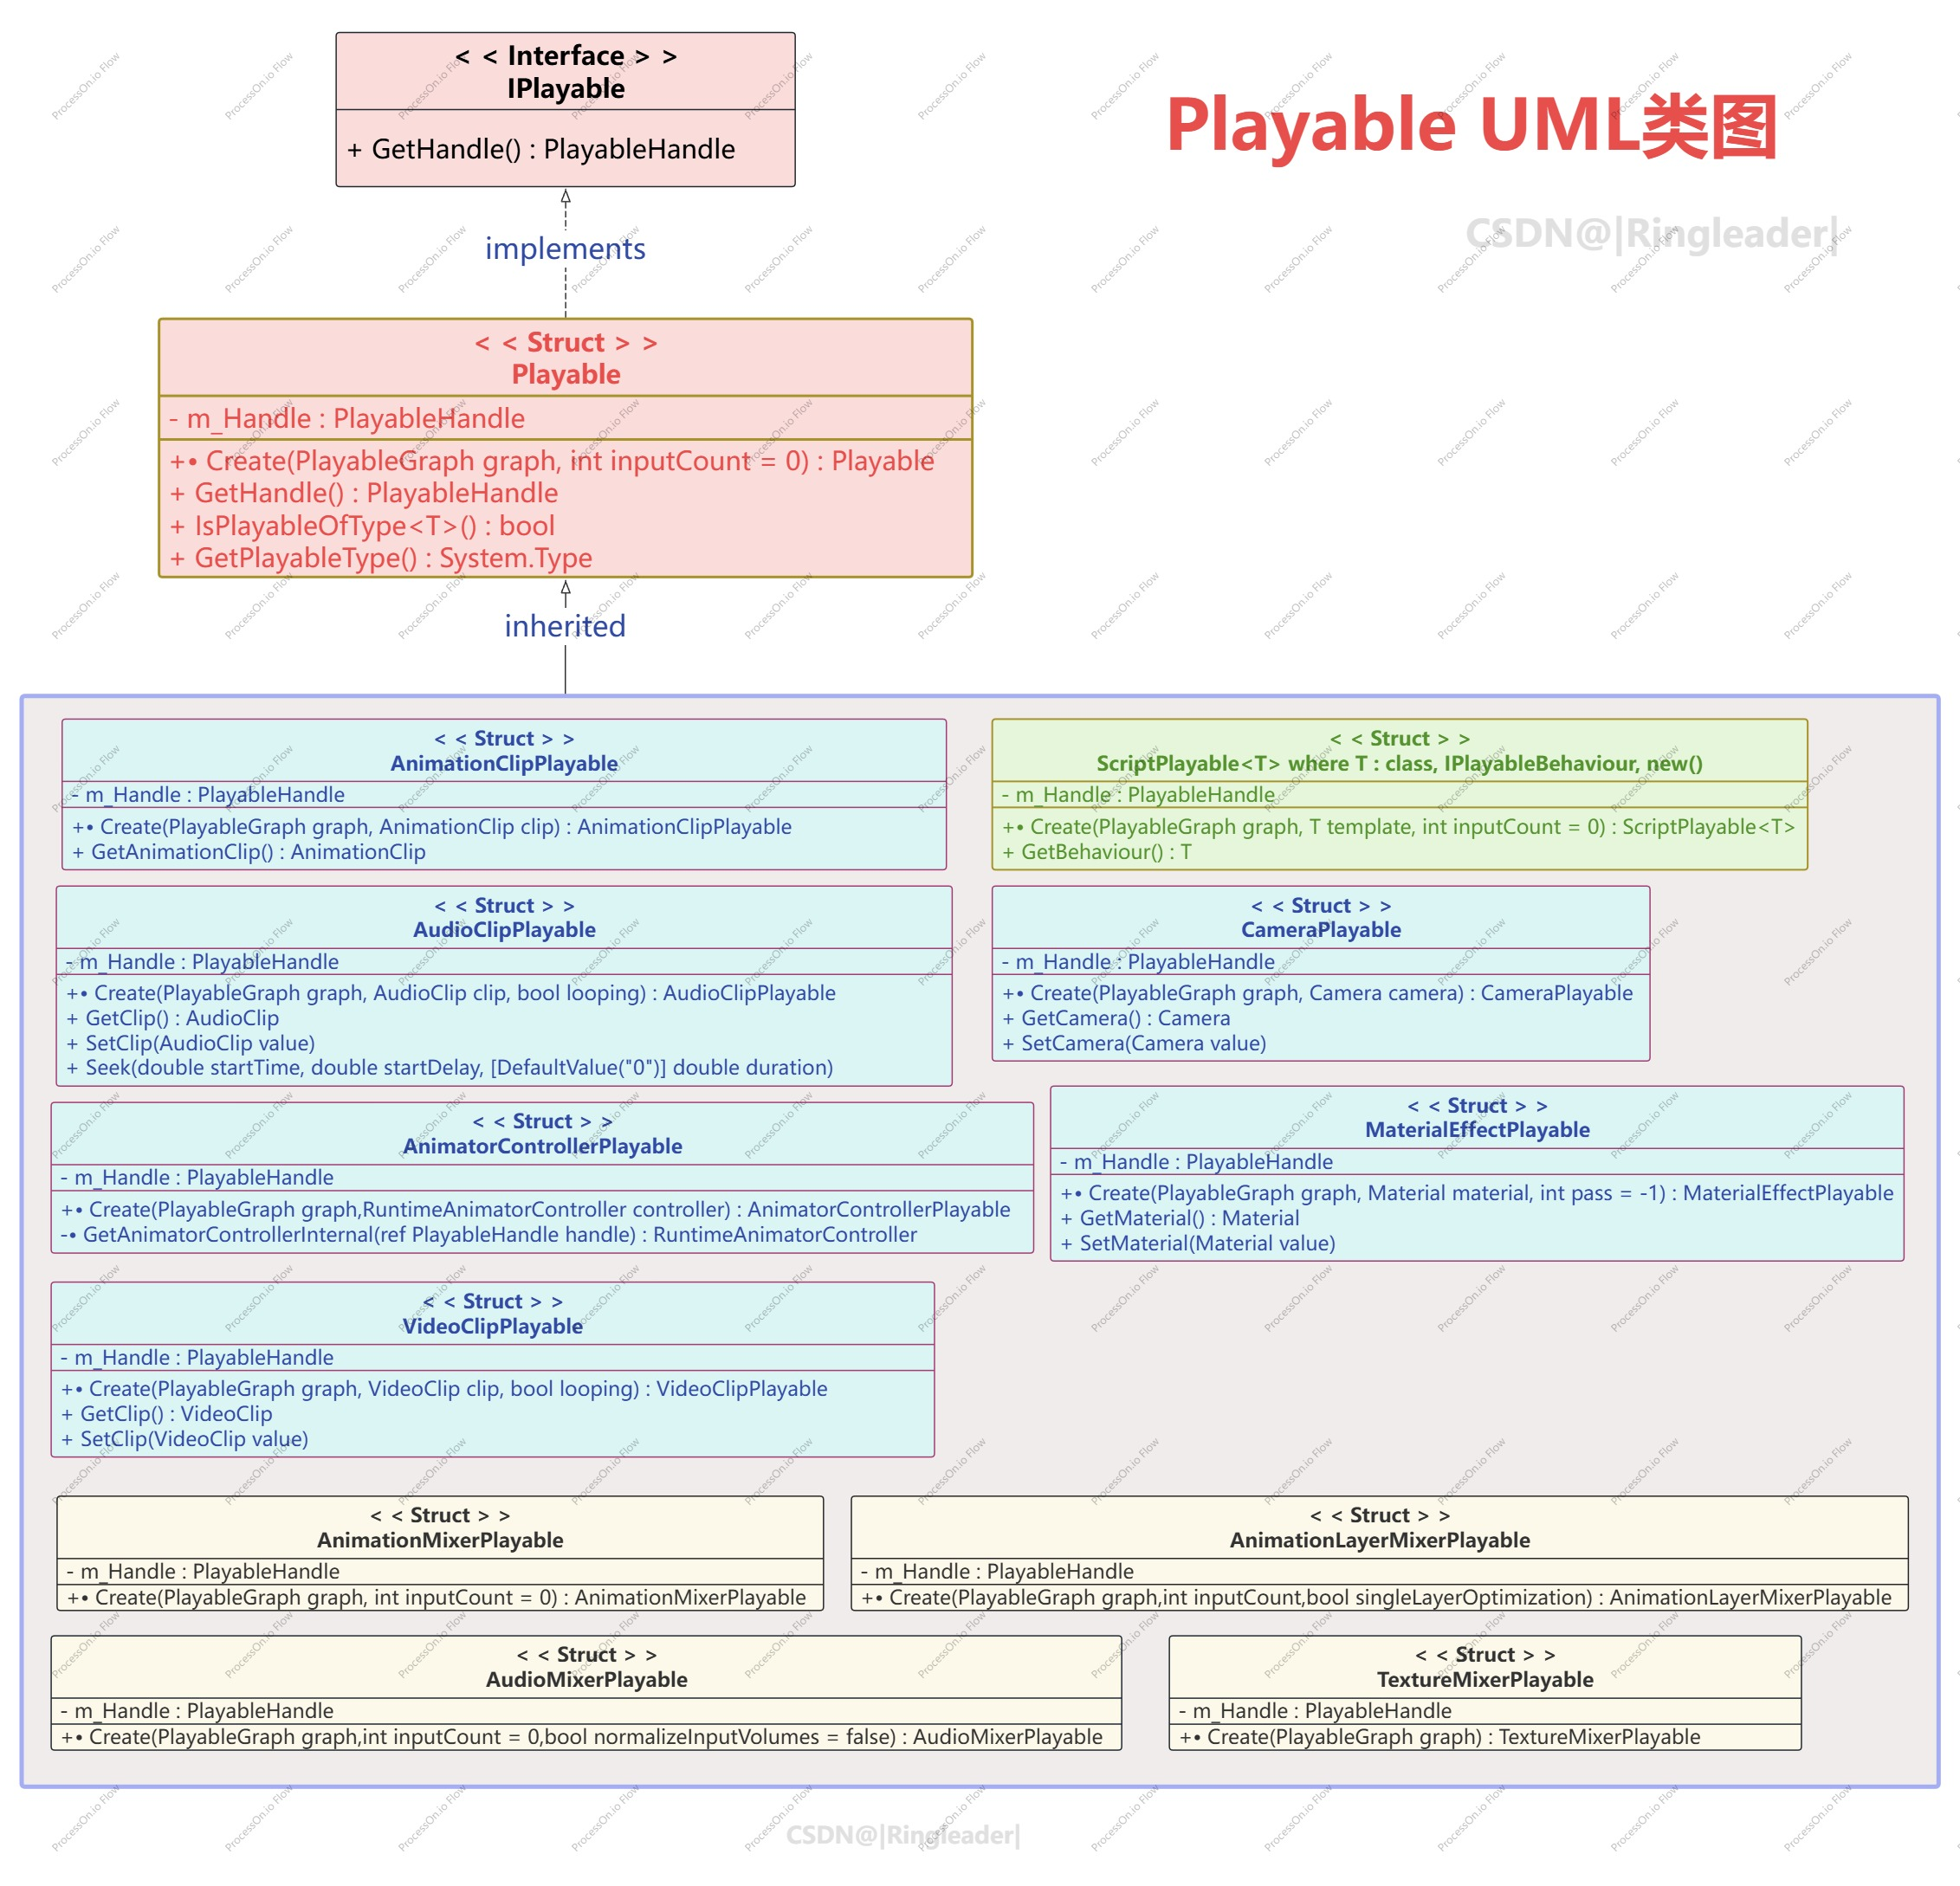 < < Interface > >
IPlayable
+ GetHandle() : PlayableHandle
Playable UML类图
CSDN@|Ringleader|
implements
< < Struct > >
Playable
- m_Handle : PlayableHandle
+• Create(PlayableGraph graph, int inputCount = 0) : Playable
+ GetHandle() : PlayableHandle
+ IsPlayableOfType<T>() : bool
+ GetPlayableType() : System.Type
inherited
< < Struct > >
AnimationClipPlayable
- m_Handle : PlayableHandle
+• Create(PlayableGraph graph, AnimationClip clip) : AnimationClipPlayable
+ GetAnimationClip() : AnimationClip
< < Struct > >
ScriptPlayable<T> where T : class, IPlayableBehaviour, new()
- m_Handle : PlayableHandle
+• Create(PlayableGraph graph, T template, int inputCount = 0) : ScriptPlayable<T>
+ GetBehaviour() : T
< < Struct > >
AudioClipPlayable
- m_Handle : PlayableHandle
+• Create(PlayableGraph graph, AudioClip clip, bool looping) : AudioClipPlayable
+ GetClip() : AudioClip
+ SetClip(AudioClip value)
+ Seek(double startTime, double startDelay, [DefaultValue("0")] double duration)
< < Struct > >
CameraPlayable
- m_Handle : PlayableHandle
+• Create(PlayableGraph graph, Camera camera) : CameraPlayable
+ GetCamera() : Camera
+ SetCamera(Camera value)
< < Struct > >
AnimatorControllerPlayable
- m_Handle : PlayableHandle
+• Create(PlayableGraph graph,RuntimeAnimatorController controller) : AnimatorControllerPlayable
-• GetAnimatorControllerInternal(ref PlayableHandle handle) : RuntimeAnimatorController
< < Struct > >
MaterialEffectPlayable
- m_Handle : PlayableHandle
+• Create(PlayableGraph graph, Material material, int pass = -1) : MaterialEffectPlayable
+ GetMaterial() : Material
+ SetMaterial(Material value)
< < Struct > >
VideoClipPlayable
- m_Handle : PlayableHandle
+• Create(PlayableGraph graph, VideoClip clip, bool looping) : VideoClipPlayable
+ GetClip() : VideoClip
+ SetClip(VideoClip value)
< < Struct > >
AnimationMixerPlayable
- m_Handle : PlayableHandle
+• Create(PlayableGraph graph, int inputCount = 0) : AnimationMixerPlayable
< < Struct > >
AnimationLayerMixerPlayable
- m_Handle : PlayableHandle
+• Create(PlayableGraph graph,int inputCount,bool singleLayerOptimization) : AnimationLayerMixerPlayable
< < Struct > >
AudioMixerPlayable
- m_Handle : PlayableHandle
+• Create(PlayableGraph graph,int inputCount = 0,bool normalizeInputVolumes = false) : AudioMixerPlayable
< < Struct > >
TextureMixerPlayable
- m_Handle : PlayableHandle
+• Create(PlayableGraph graph) : TextureMixerPlayable
CSDN@|Ringleader|
ProcessOn.io Flow